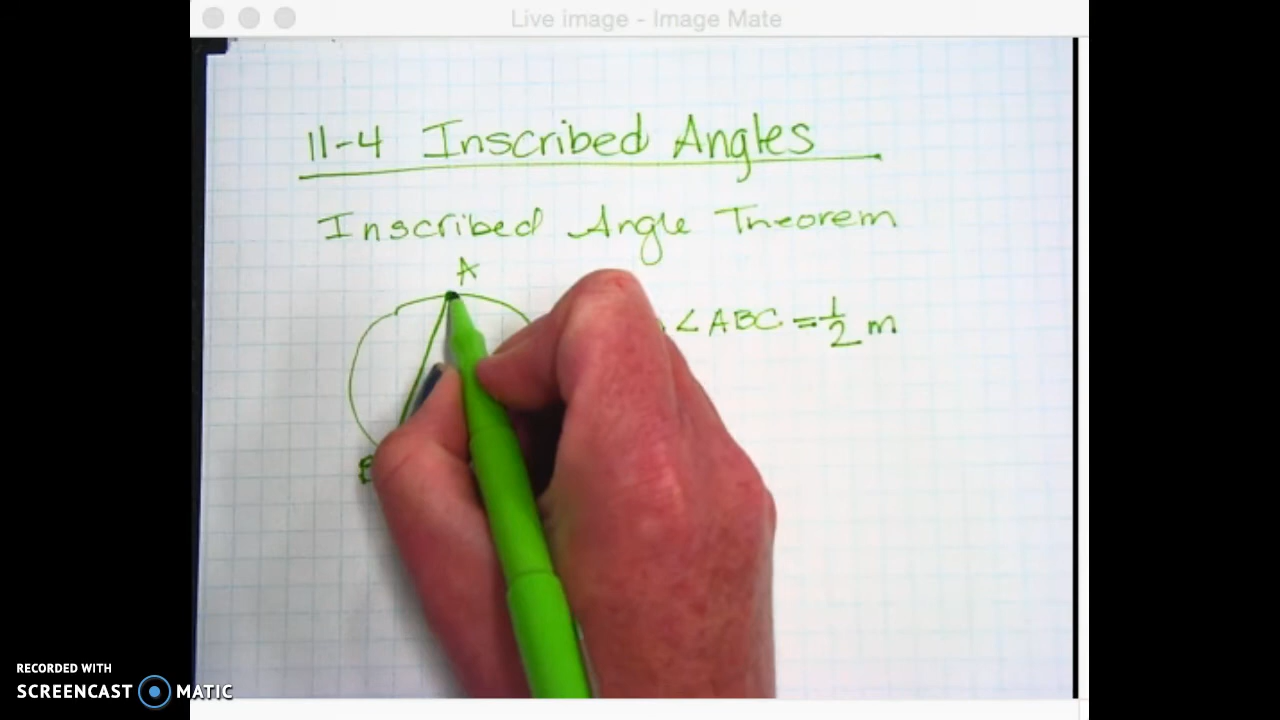 Live image - Image Mate
11-4 Inscribed Angles
Inscribed Angle Theorem
A
∠ABC = 1/2 m
B
RECORDED WITH
SCREENCAST MATIC